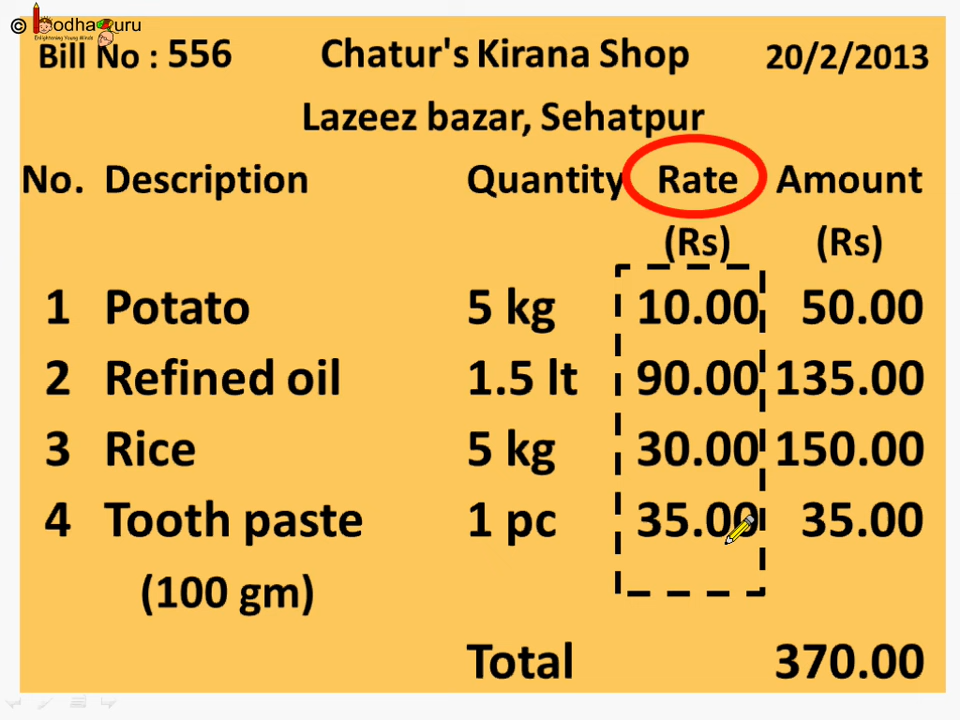 © BodhaGuru
Enlightening Young Minds
Bill No : 556 Chatur's Kirana Shop 20/2/2013
Lazeez bazar, Sehatpur
No. Description Quantity Rate Amount
(Rs) (Rs)
1 Potato 5 kg 10.00 50.00
2 Refined oil 1.5 lt 90.00 135.00
3 Rice 5 kg 30.00 150.00
4 Tooth paste 1 pc 35.00 35.00
(100 gm)
Total 370.00